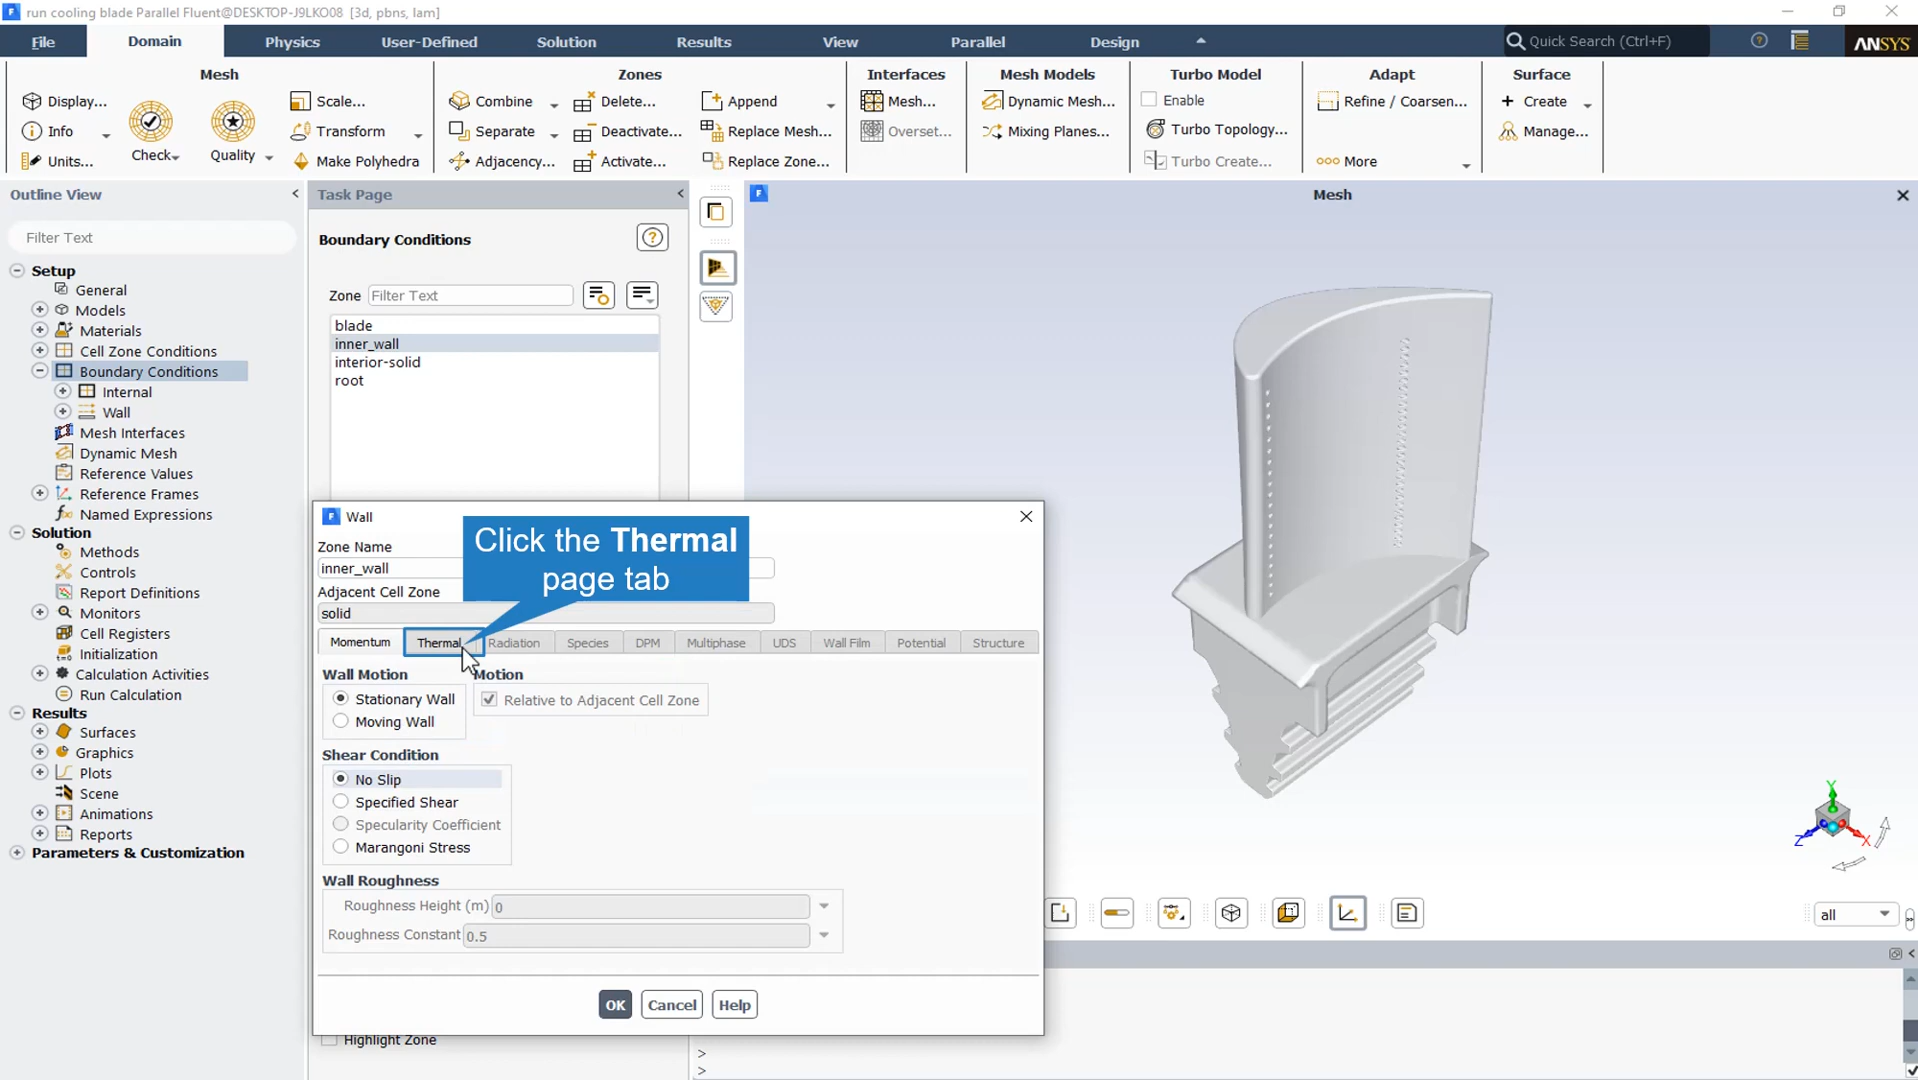 run cooling blade Parallel Fluent@DESKTOP-J9LKO08 [3d, pbns, lam]
File
Domain
Physics
User-Defined
Solution
Results
View
Parallel
Design
Quick Search (Ctrl+F)
ANSYS
Mesh
Zones
Interfaces
Mesh Models
Turbo Model
Adapt
Surface
Display...
Info
Units...
Check
Quality
Scale...
Transform
Make Polyhedra
Combine
Separate
Adjacency...
Delete...
Deactivate...
Activate...
Append
Replace Mesh...
Replace Zone...
Mesh...
Overset...
Dynamic Mesh...
Mixing Planes...
Enable
Turbo Topology...
Turbo Create...
Refine / Coarsen...
More
Create
Manage...
Outline View
Filter Text
Setup
General
Models
Materials
Cell Zone Conditions
Boundary Conditions
Internal
Wall
Mesh Interfaces
Dynamic Mesh
Reference Values
Reference Frames
Named Expressions
Solution
Methods
Controls
Report Definitions
Monitors
Cell Registers
Initialization
Calculation Activities
Run Calculation
Results
Surfaces
Graphics
Plots
Scene
Animations
Reports
Parameters & Customization
Task Page
Boundary Conditions
Zone
Filter Text
blade
inner_wall
interior-solid
root
Mesh
Wall
Zone Name
inner_wall
Adjacent Cell Zone
solid
Click the Thermal
page tab
Momentum
Thermal
Radiation
Species
DPM
Multiphase
UDS
Wall Film
Potential
Structure
Wall Motion
Motion
Stationary Wall
Moving Wall
Relative to Adjacent Cell Zone
Shear Condition
No Slip
Specified Shear
Specularity Coefficient
Marangoni Stress
Wall Roughness
Roughness Height (m) 0
Roughness Constant 0.5
OK
Cancel
Help
Highlight Zone
Y
Z
X
all
>
>